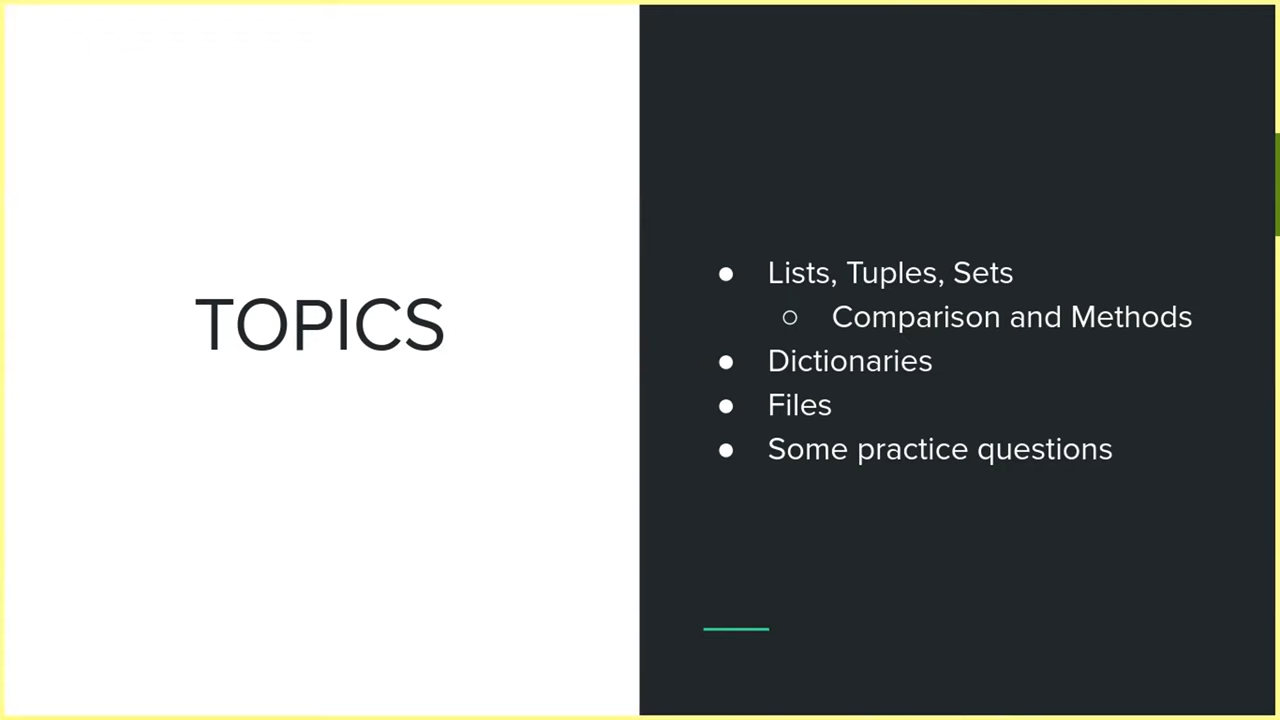 TOPICS
● Lists, Tuples, Sets
○ Comparison and Methods
● Dictionaries
● Files
● Some practice questions